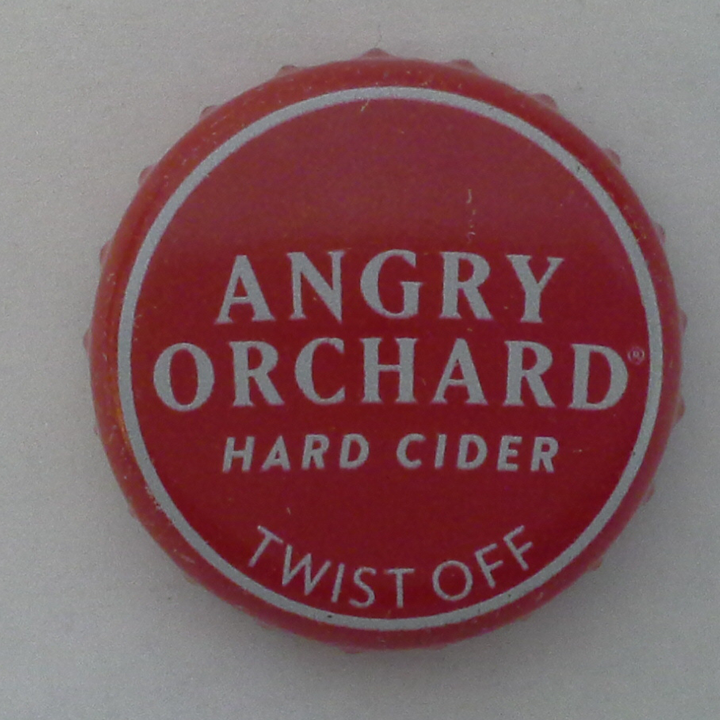 ANGRY
ORCHARD®
HARD CIDER
TWIST OFF